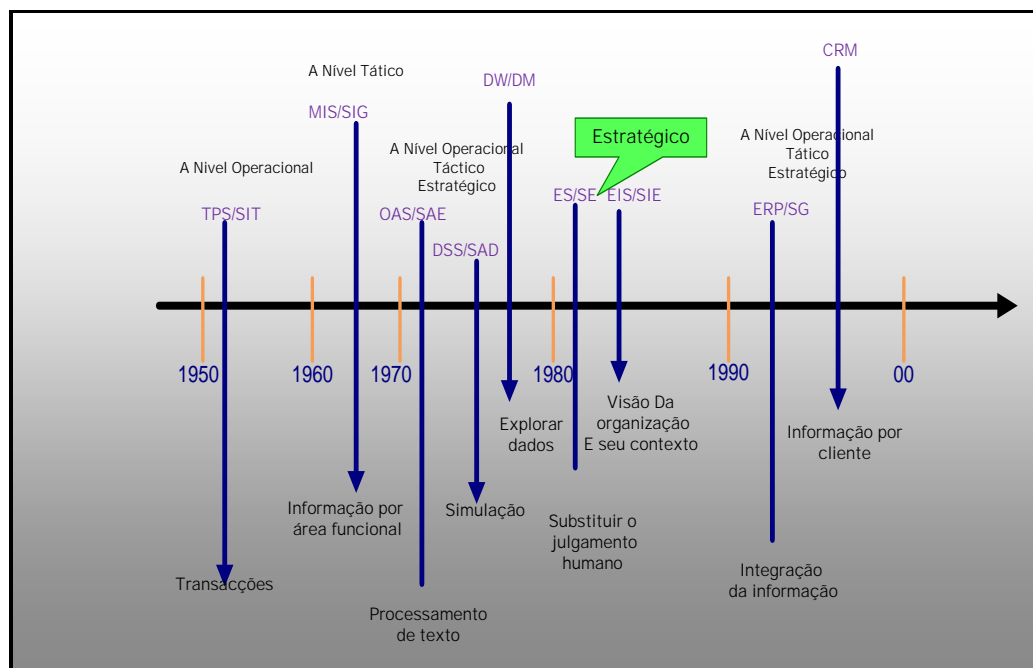 CRM
A Nível Tático
DW/DM
MIS/SIG
Estratégico
A Nivel Operacional
A Nível Operacional
Táctico
Estratégico
A Nível Operacional
Tático
Estratégico
TPS/SIT
OAS/SAE
ES/SE
EIS/SIE
ERP/SG
DSS/SAD
1950
1960
1970
1980
1990
00
Transacções
Informação por
área funcional
Processamento
de texto
Simulação
Explorar
dados
Substituir o
julgamento
humano
Visão Da
organização
E seu contexto
Integração
da informação
Informação por
cliente